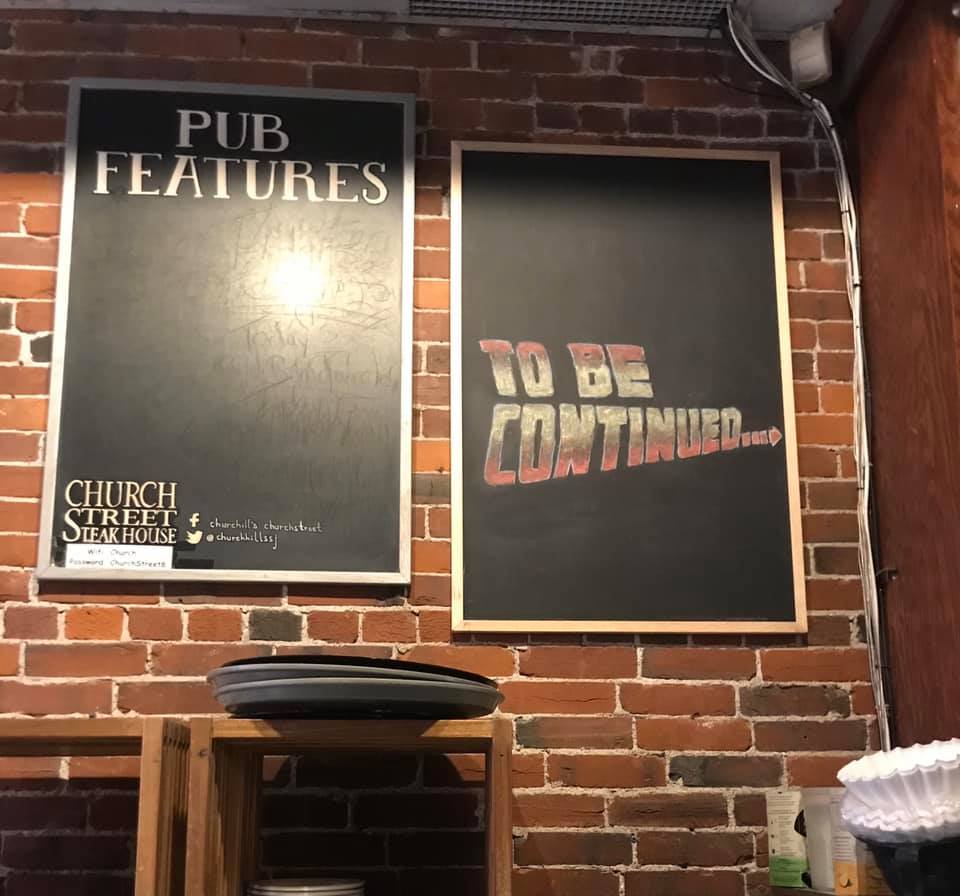 PUB
FEATURES
CHURCH
STREET
STEAK HOUSE
churchill's churchstreet
@churchhillssj
Wifi Church
Password ChurchStreet8
TO BE
CONTINUED....